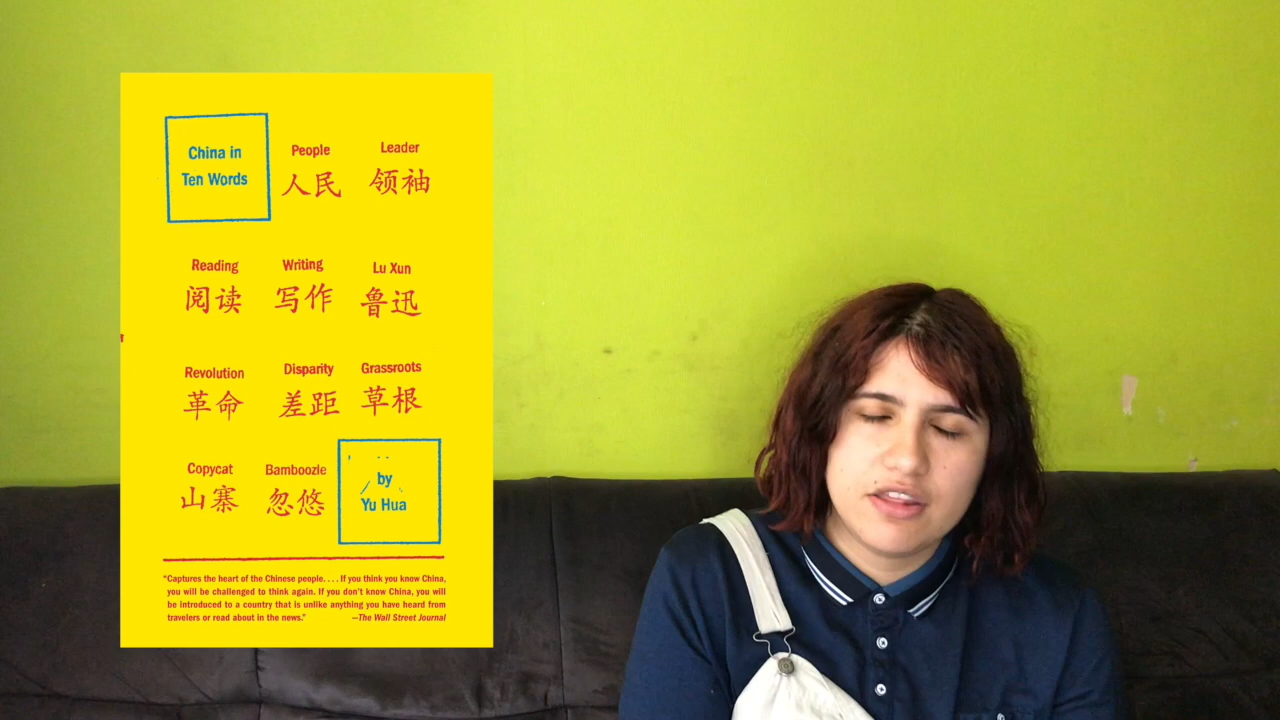 China in
Ten Words
People
Leader
人民
领袖
Reading
Writing
Lu Xun
阅读
写作
鲁迅
Revolution
Disparity
Grassroots
革命
差距
草根
Copycat
Bamboozle
山寨
忽悠
by
Yu Hua
"Captures the heart of the Chinese people. . . . If you think you know China,
you will be challenged to think again. If you don't know China, you will
be introduced to a country that is unlike anything you have heard from
travelers or read about in the news."
—The Wall Street Journal